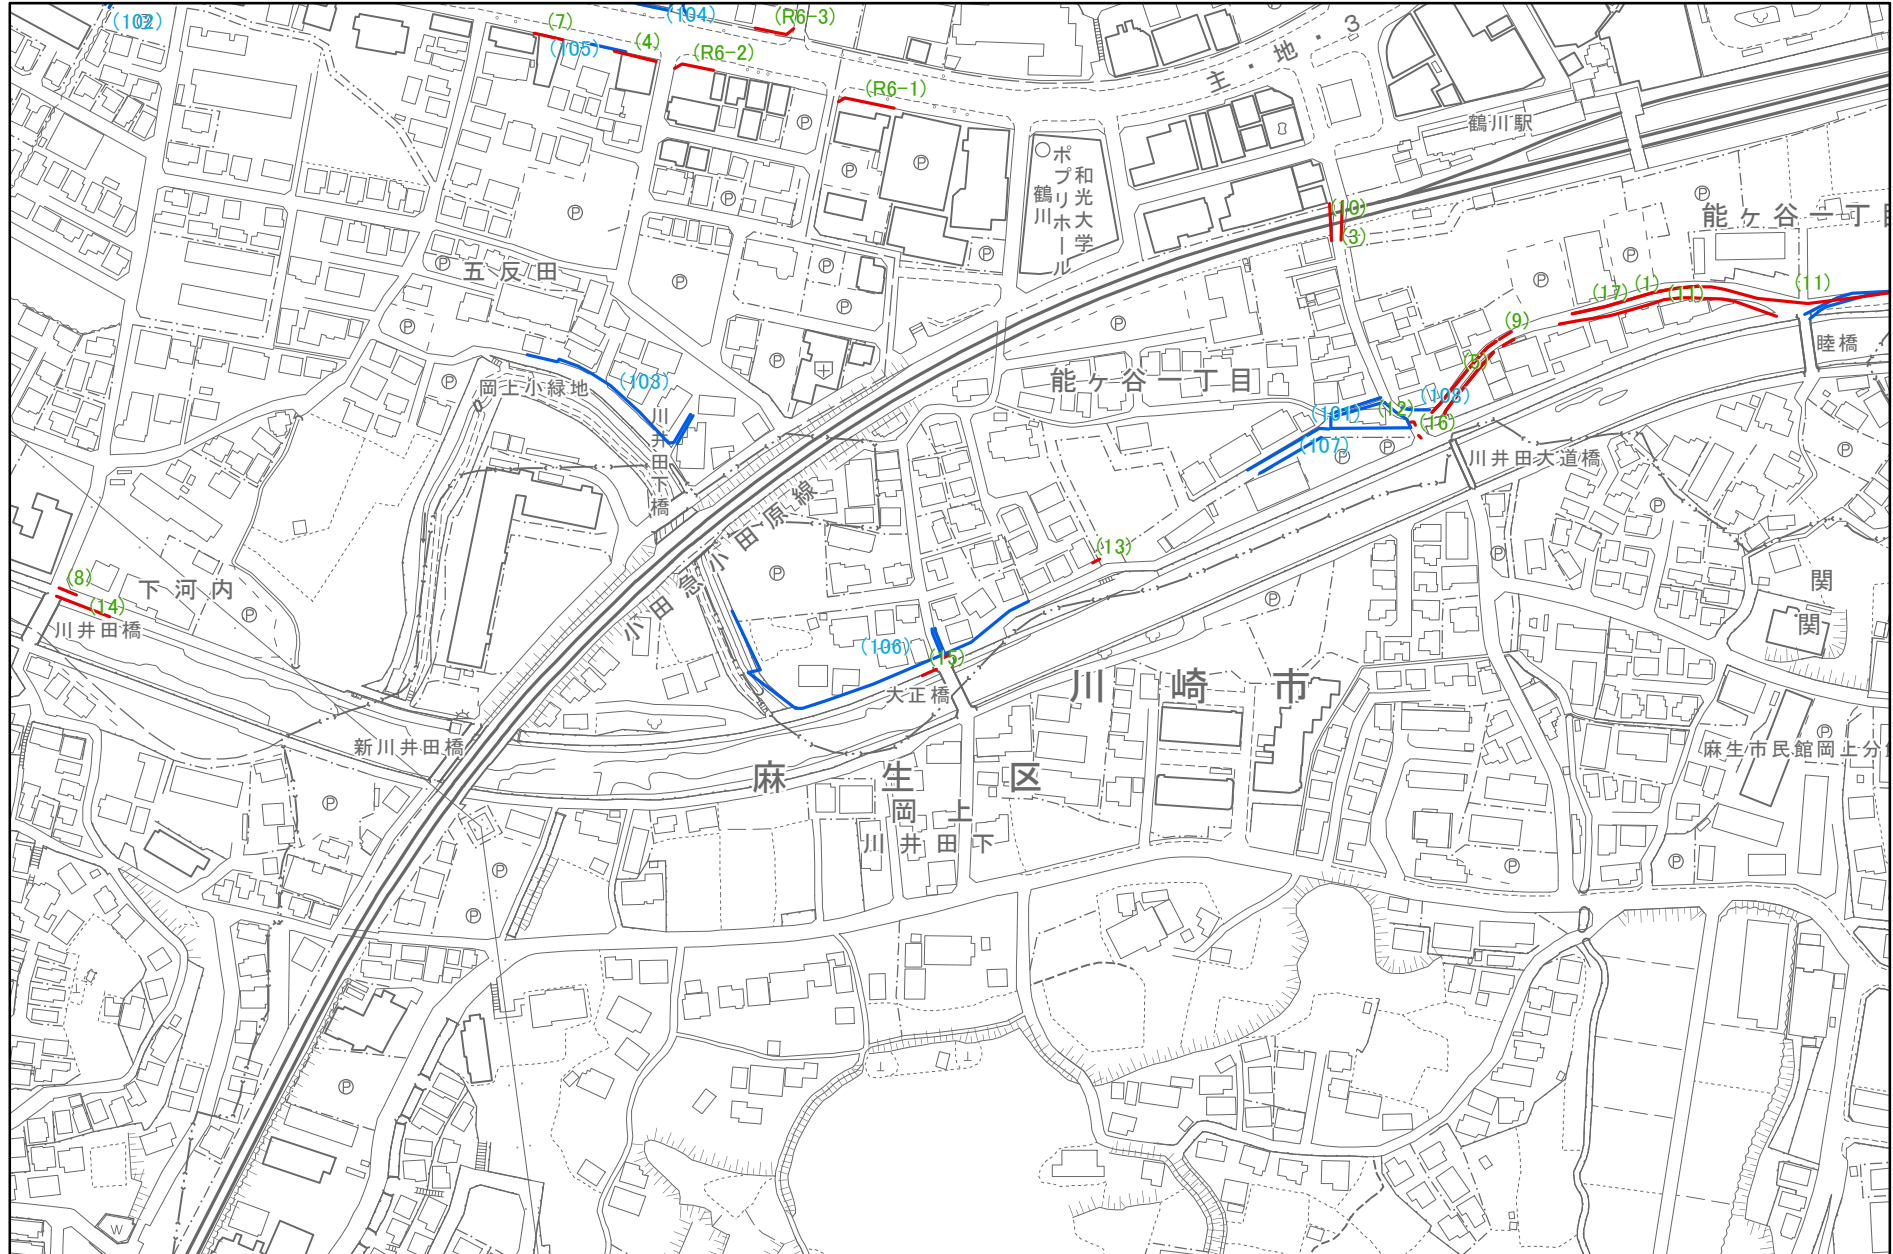 (102)
(7)
(105)
(4)
(104)
(R6-3)
(R6-2)
(R6-1)
主・地・3
鶴川駅
和光大学
ポプリホール
鶴川
(10)
(3)
能ヶ谷一丁目
五反田
(17)
(1)
(11)
(11)
(9)
(5)
睦橋
岡上小緑地
(103)
川井田下橋
能ヶ谷一丁目
(101)
(12)
(108)
(16)
(107)
川井田大道橋
小田急小田原線
(13)
(8)
(14)
下河内
川井田橋
関
関
(106)
(15)
大正橋
川崎市
新川井田橋
麻生区
麻生市民館岡上分
岡上
川井田下
W